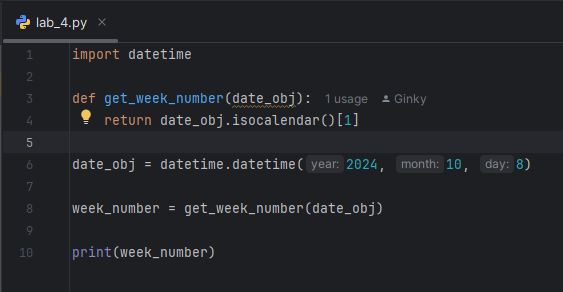 lab_4.py
1 import datetime
2
3 def get_week_number(date_obj): 1 usage Ginky
4 return date_obj.isocalendar()[1]
5
6 date_obj = datetime.datetime( year: 2024, month: 10, day: 8)
7
8 week_number = get_week_number(date_obj)
9
10 print(week_number)